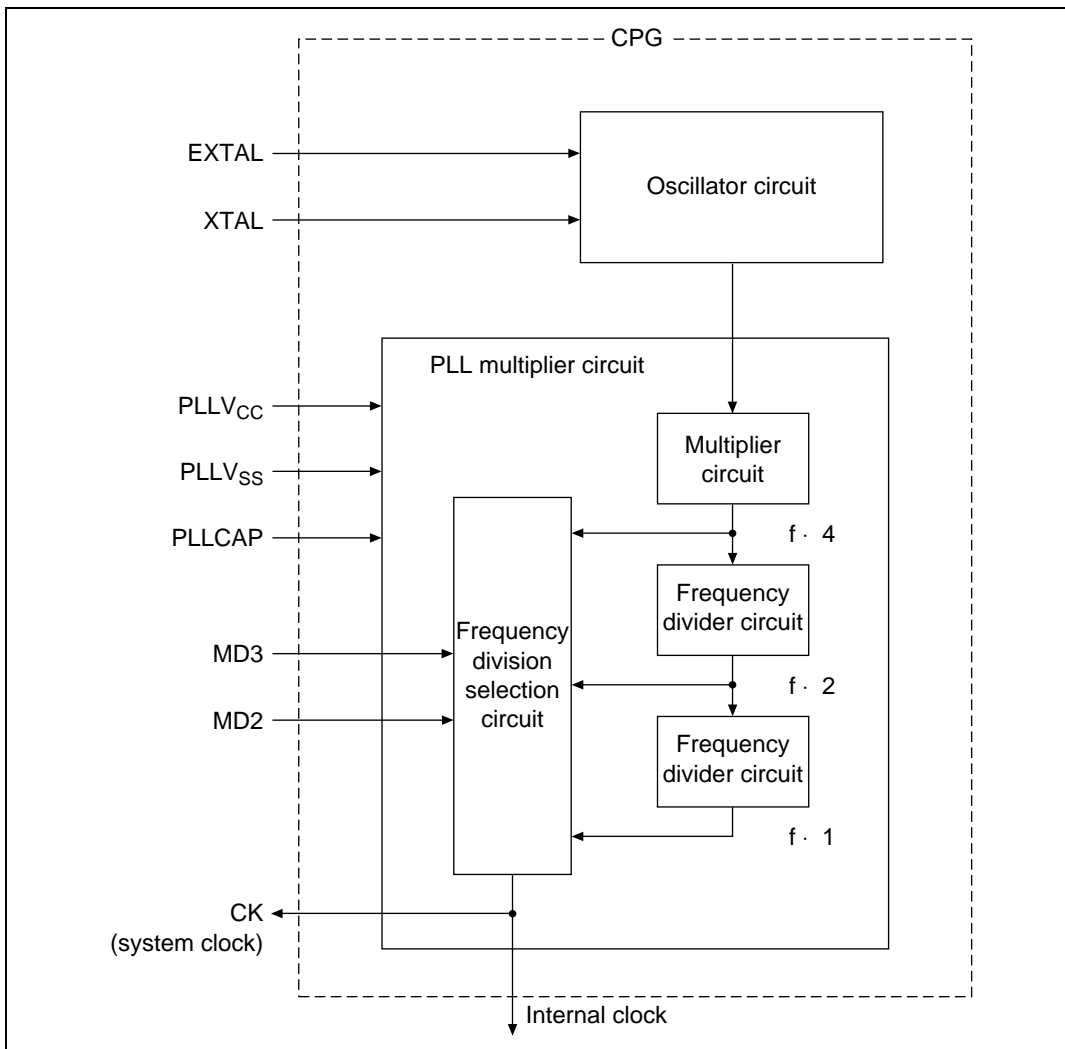 CPG
EXTAL
Oscillator circuit
XTAL
PLL multiplier circuit
PLLVCC
Multiplier
circuit
PLLVSS
PLLCAP
f · 4
Frequency
divider circuit
Frequency
division
selection
circuit
MD3
f · 2
MD2
Frequency
divider circuit
f · 1
CK
(system clock)
Internal clock